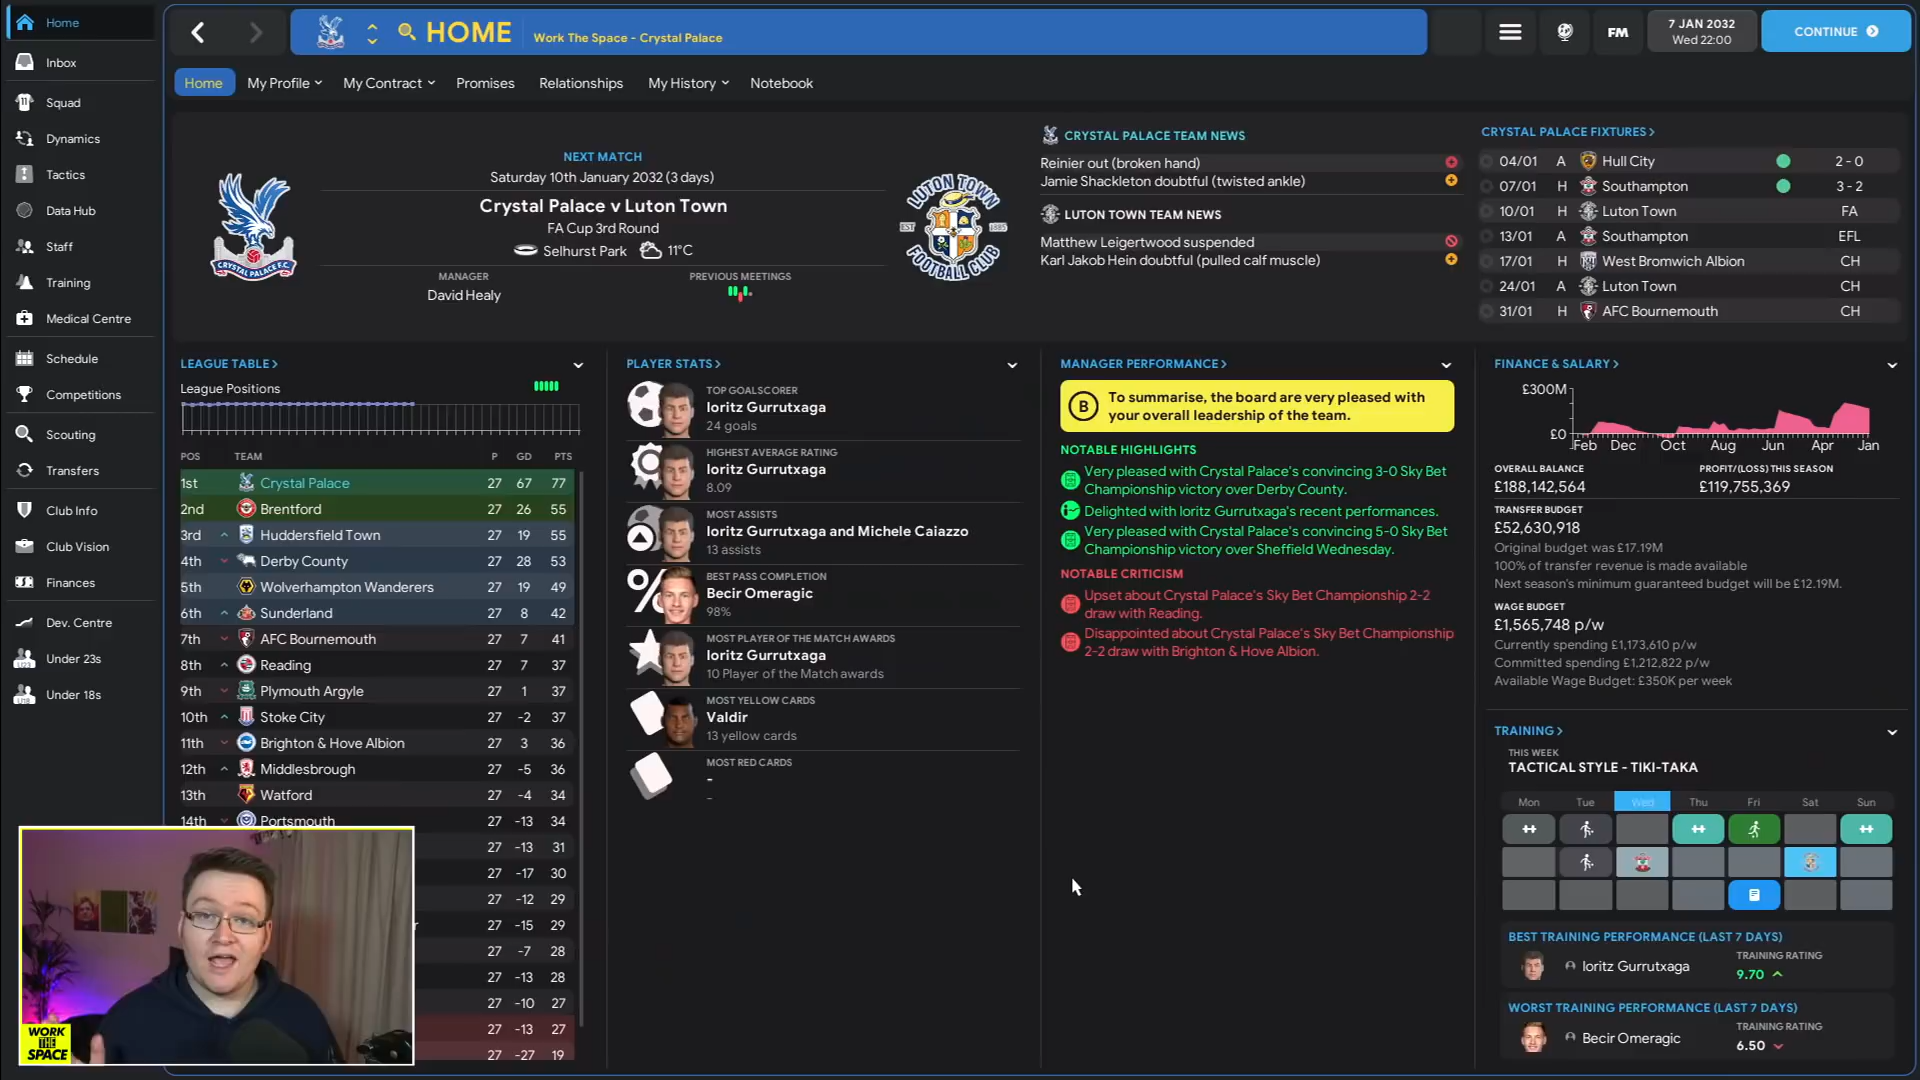 Home
Inbox
Squad
Dynamics
Tactics
Data Hub
Staff
Training
Medical Centre
Schedule
Competitions
Scouting
Transfers
Club Info
Club Vision
Finances
Dev. Centre
Under 23s
Under 18s
HOME
Work The Space - Crystal Palace
FM
7 JAN 2032
Wed 22:00
CONTINUE
Home My Profile My Contract Promises Relationships My History Notebook
NEXT MATCH
Saturday 10th January 2032 (3 days)
Crystal Palace v Luton Town
FA Cup 3rd Round
Selhurst Park 11°C
MANAGER
David Healy
PREVIOUS MEETINGS
CRYSTAL PALACE F.C.
LUTON TOWN
EST 1885
FOOTBALL CLUB
CRYSTAL PALACE TEAM NEWS
Reinier out (broken hand)
Jamie Shackleton doubtful (twisted ankle)
LUTON TOWN TEAM NEWS
Matthew Leigertwood suspended
Karl Jakob Hein doubtful (pulled calf muscle)
CRYSTAL PALACE FIXTURES >
04/01 A Hull City 2 - 0
07/01 H Southampton 3 - 2
10/01 H Luton Town FA
13/01 A Southampton EFL
17/01 H West Bromwich Albion CH
24/01 A Luton Town CH
31/01 H AFC Bournemouth CH
LEAGUE TABLE >
League Positions
POS TEAM P GD PTS
1st Crystal Palace 27 67 77
2nd Brentford 27 26 55
3rd Huddersfield Town 27 19 55
4th Derby County 27 28 53
5th Wolverhampton Wanderers 27 19 49
6th Sunderland 27 8 42
7th AFC Bournemouth 27 7 41
8th Reading 27 7 37
9th Plymouth Argyle 27 1 37
10th Stoke City 27 -2 37
11th Brighton & Hove Albion 27 3 36
12th Middlesbrough 27 -5 36
13th Watford 27 -4 34
14th Portsmouth 27 -13 34
27 -13 31
27 -17 30
27 -12 29
27 -15 29
27 -7 28
27 -13 28
27 -10 27
27 -13 27
27 -27 19
WORK
THE
SPACE
PLAYER STATS >
TOP GOALSCORER
Ioritz Gurrutxaga
24 goals
HIGHEST AVERAGE RATING
Ioritz Gurrutxaga
8.09
MOST ASSISTS
Ioritz Gurrutxaga and Michele Caiazzo
13 assists
BEST PASS COMPLETION
Becir Omeragic
98%
MOST PLAYER OF THE MATCH AWARDS
Ioritz Gurrutxaga
10 Player of the Match awards
MOST YELLOW CARDS
Valdir
13 yellow cards
MOST RED CARDS
-
-
MANAGER PERFORMANCE >
B
To summarise, the board are very pleased with
your overall leadership of the team.
NOTABLE HIGHLIGHTS
Very pleased with Crystal Palace's convincing 3-0 Sky Bet
Championship victory over Derby County.
Delighted with Ioritz Gurrutxaga's recent performances.
Very pleased with Crystal Palace's convincing 5-0 Sky Bet
Championship victory over Sheffield Wednesday.
NOTABLE CRITICISM
Upset about Crystal Palace's Sky Bet Championship 2-2
draw with Reading.
Disappointed about Crystal Palace's Sky Bet Championship
2-2 draw with Brighton & Hove Albion.
FINANCE & SALARY >
£300M
£0
Feb Dec Oct Aug Jun Apr Jan
OVERALL BALANCE
£188,142,564
PROFIT/(LOSS) THIS SEASON
£119,755,369
TRANSFER BUDGET
£52,630,918
Original budget was £17.19M
100% of transfer revenue is made available
Next season's minimum guaranteed budget will be £12.19M.
WAGE BUDGET
£1,565,748 p/w
Currently spending £1,173,610 p/w
Committed spending £1,212,822 p/w
Available Wage Budget: £350K per week
TRAINING >
THIS WEEK
TACTICAL STYLE - TIKI-TAKA
Mon Tue Wed Thu Fri Sat Sun
BEST TRAINING PERFORMANCE (LAST 7 DAYS)
Ioritz Gurrutxaga
TRAINING RATING
9.70
WORST TRAINING PERFORMANCE (LAST 7 DAYS)
Becir Omeragic
TRAINING RATING
6.50